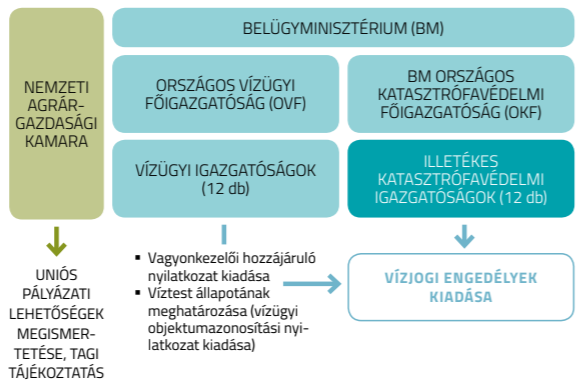 BELÜGYMINISZTÉRIUM (BM)
NEMZETI
AGRÁR-
GAZDASÁGI
KAMARA
ORSZÁGOS VÍZÜGYI
FŐIGAZGATÓSÁG (OVF)
BM ORSZÁGOS
KATASZTRÓFAVÉDELMI
FŐIGAZGATÓSÁG (OKF)
VÍZÜGYI IGAZGATÓSÁGOK
(12 db)
ILLETÉKES
KATASZTRÓFAVÉDELMI
IGAZGATÓSÁGOK (12 db)
UNIÓS
PÁLYÁZATI
LEHETŐSÉGEK
MEGISMER-
TETÉSE, TAGI
TÁJÉKOZTATÁS
▪ Vagyonkezelői hozzájáruló
nyilatkozat kiadása
▪ Víztest állapotának
meghatározása (vízügyi
objektumazonosítási nyi-
latkozat kiadása)
VÍZJOGI ENGEDÉLYEK
KIADÁSA